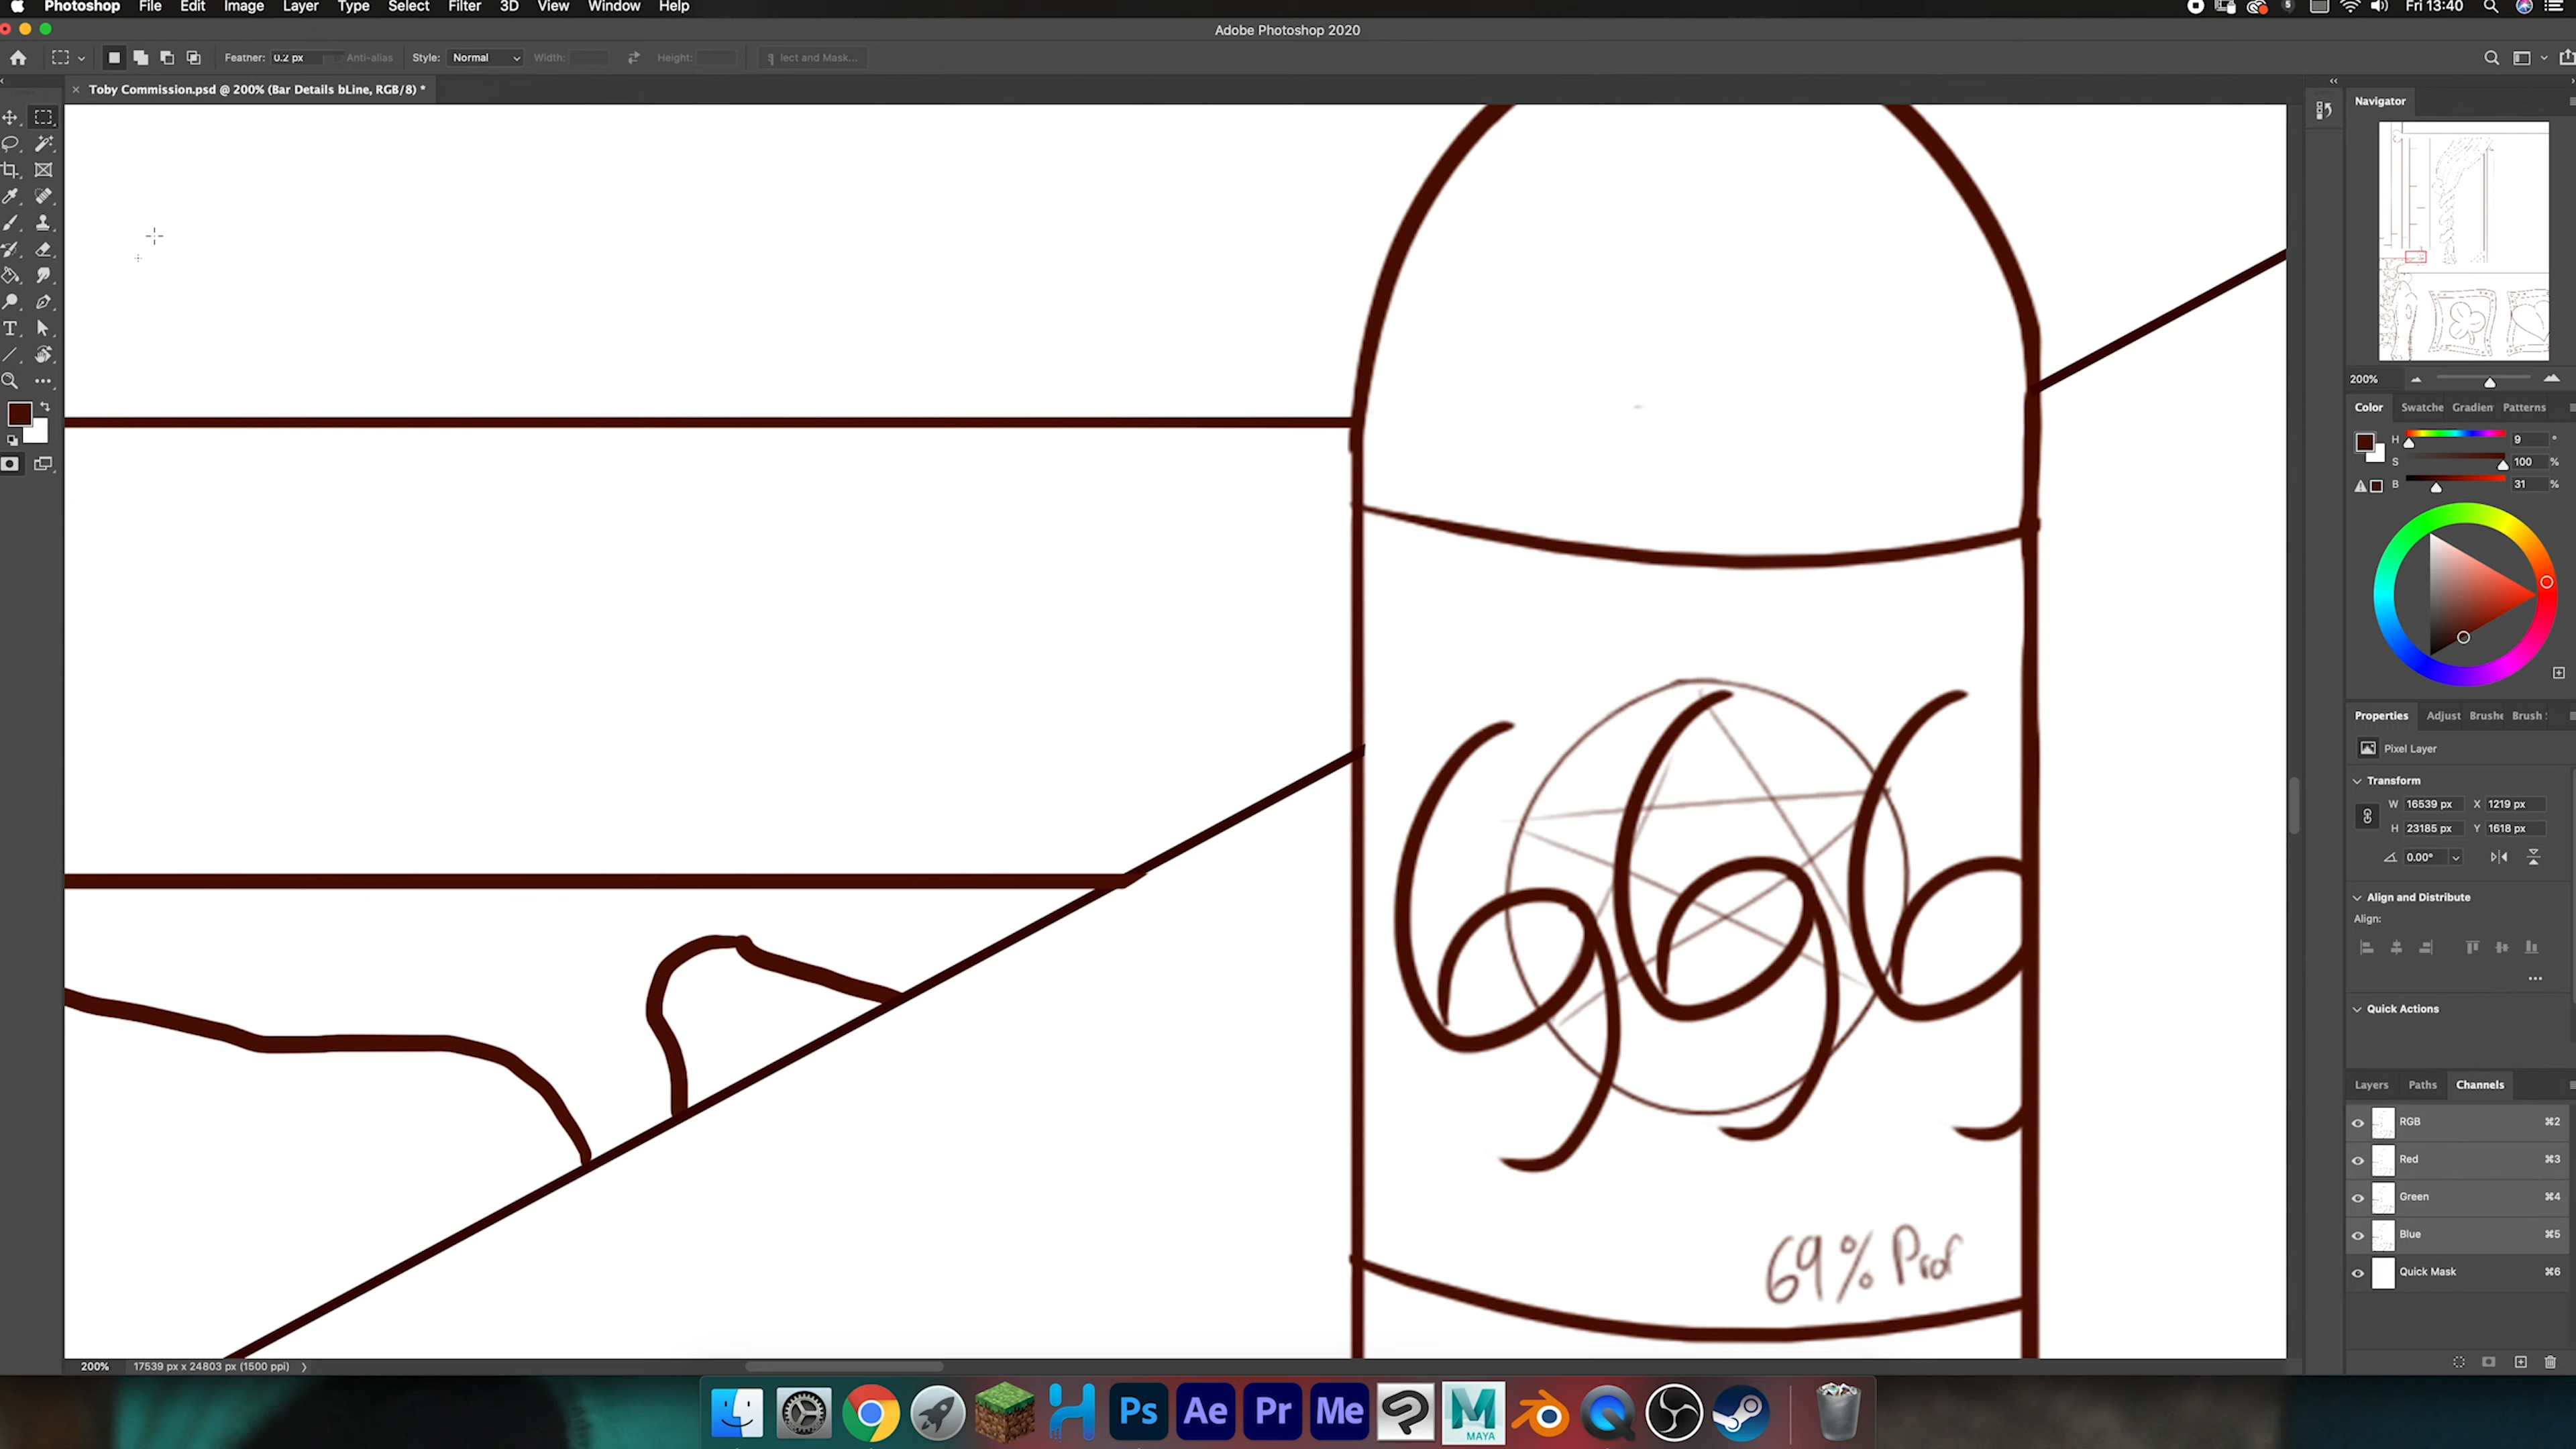 Photoshop File Edit Image Layer Type Select Filter 3D View Window Help Fri 13:40
Adobe Photoshop 2020
Feather: 0.2 px Anti-alias Style: Normal Width: Height: lect and Mask...
Toby Commission.psd @ 200% (Bar Details bLine, RGB/8) *
Navigator
200%
Color Swatche Gradien Patterns
H 9 °
S 100 %
B 31 %
Properties Adjust Brushe Brush
Pixel Layer
Transform
W 16539 px X 1219 px
H 23185 px Y 1618 px
0.00°
Align and Distribute
Align:
Quick Actions
Layers Paths Channels
RGB ⌘2
Red ⌘3
Green ⌘4
Blue ⌘5
Quick Mask ⌘6
666
69% Prof
200% 17539 px x 24803 px (1500 ppi)
Ps Ae Pr Me M
MAYA